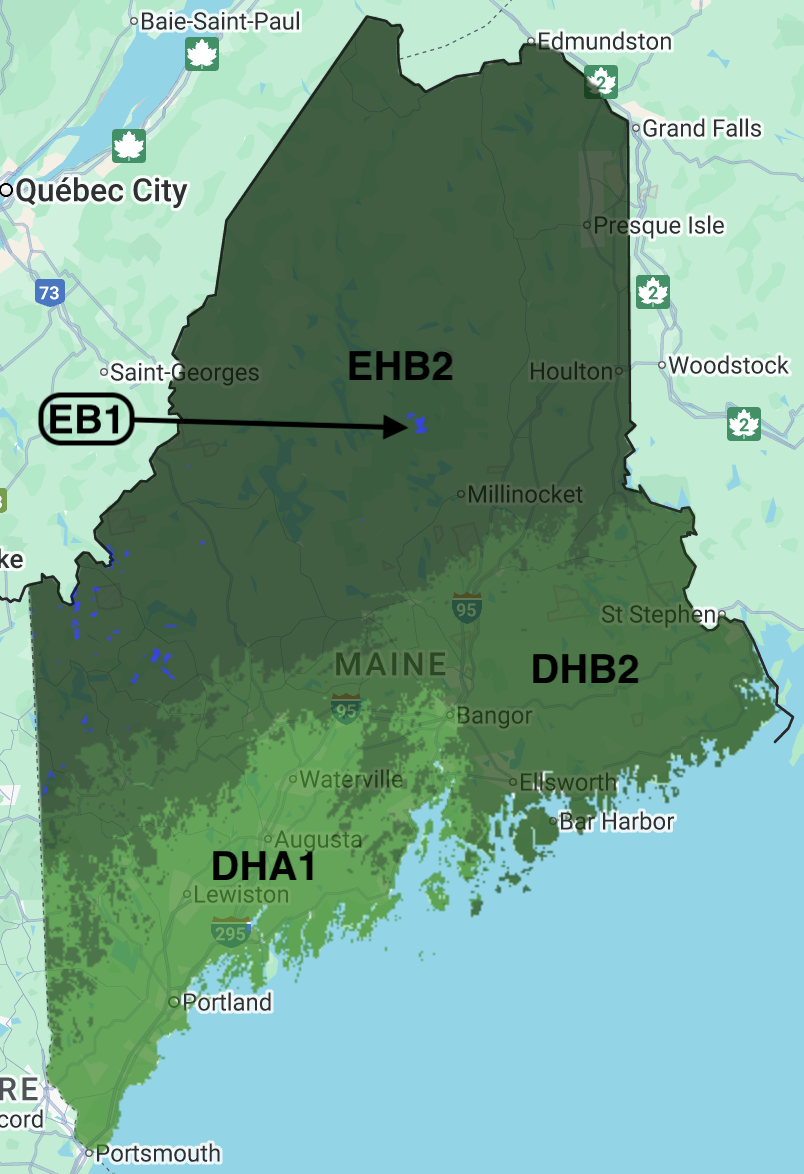 Baie-Saint-Paul
Edmundston
2
Grand Falls
Québec City
Presque Isle
73
2
EHB2
Saint-Georges
Houlton
Woodstock
EB1
2
Millinocket
3
ke
95
St Stephen
MAINE
DHB2
95
Bangor
Waterville
Ellsworth
Bar Harbor
Augusta
DHA1
Lewiston
295
Portland
RE
cord
Portsmouth